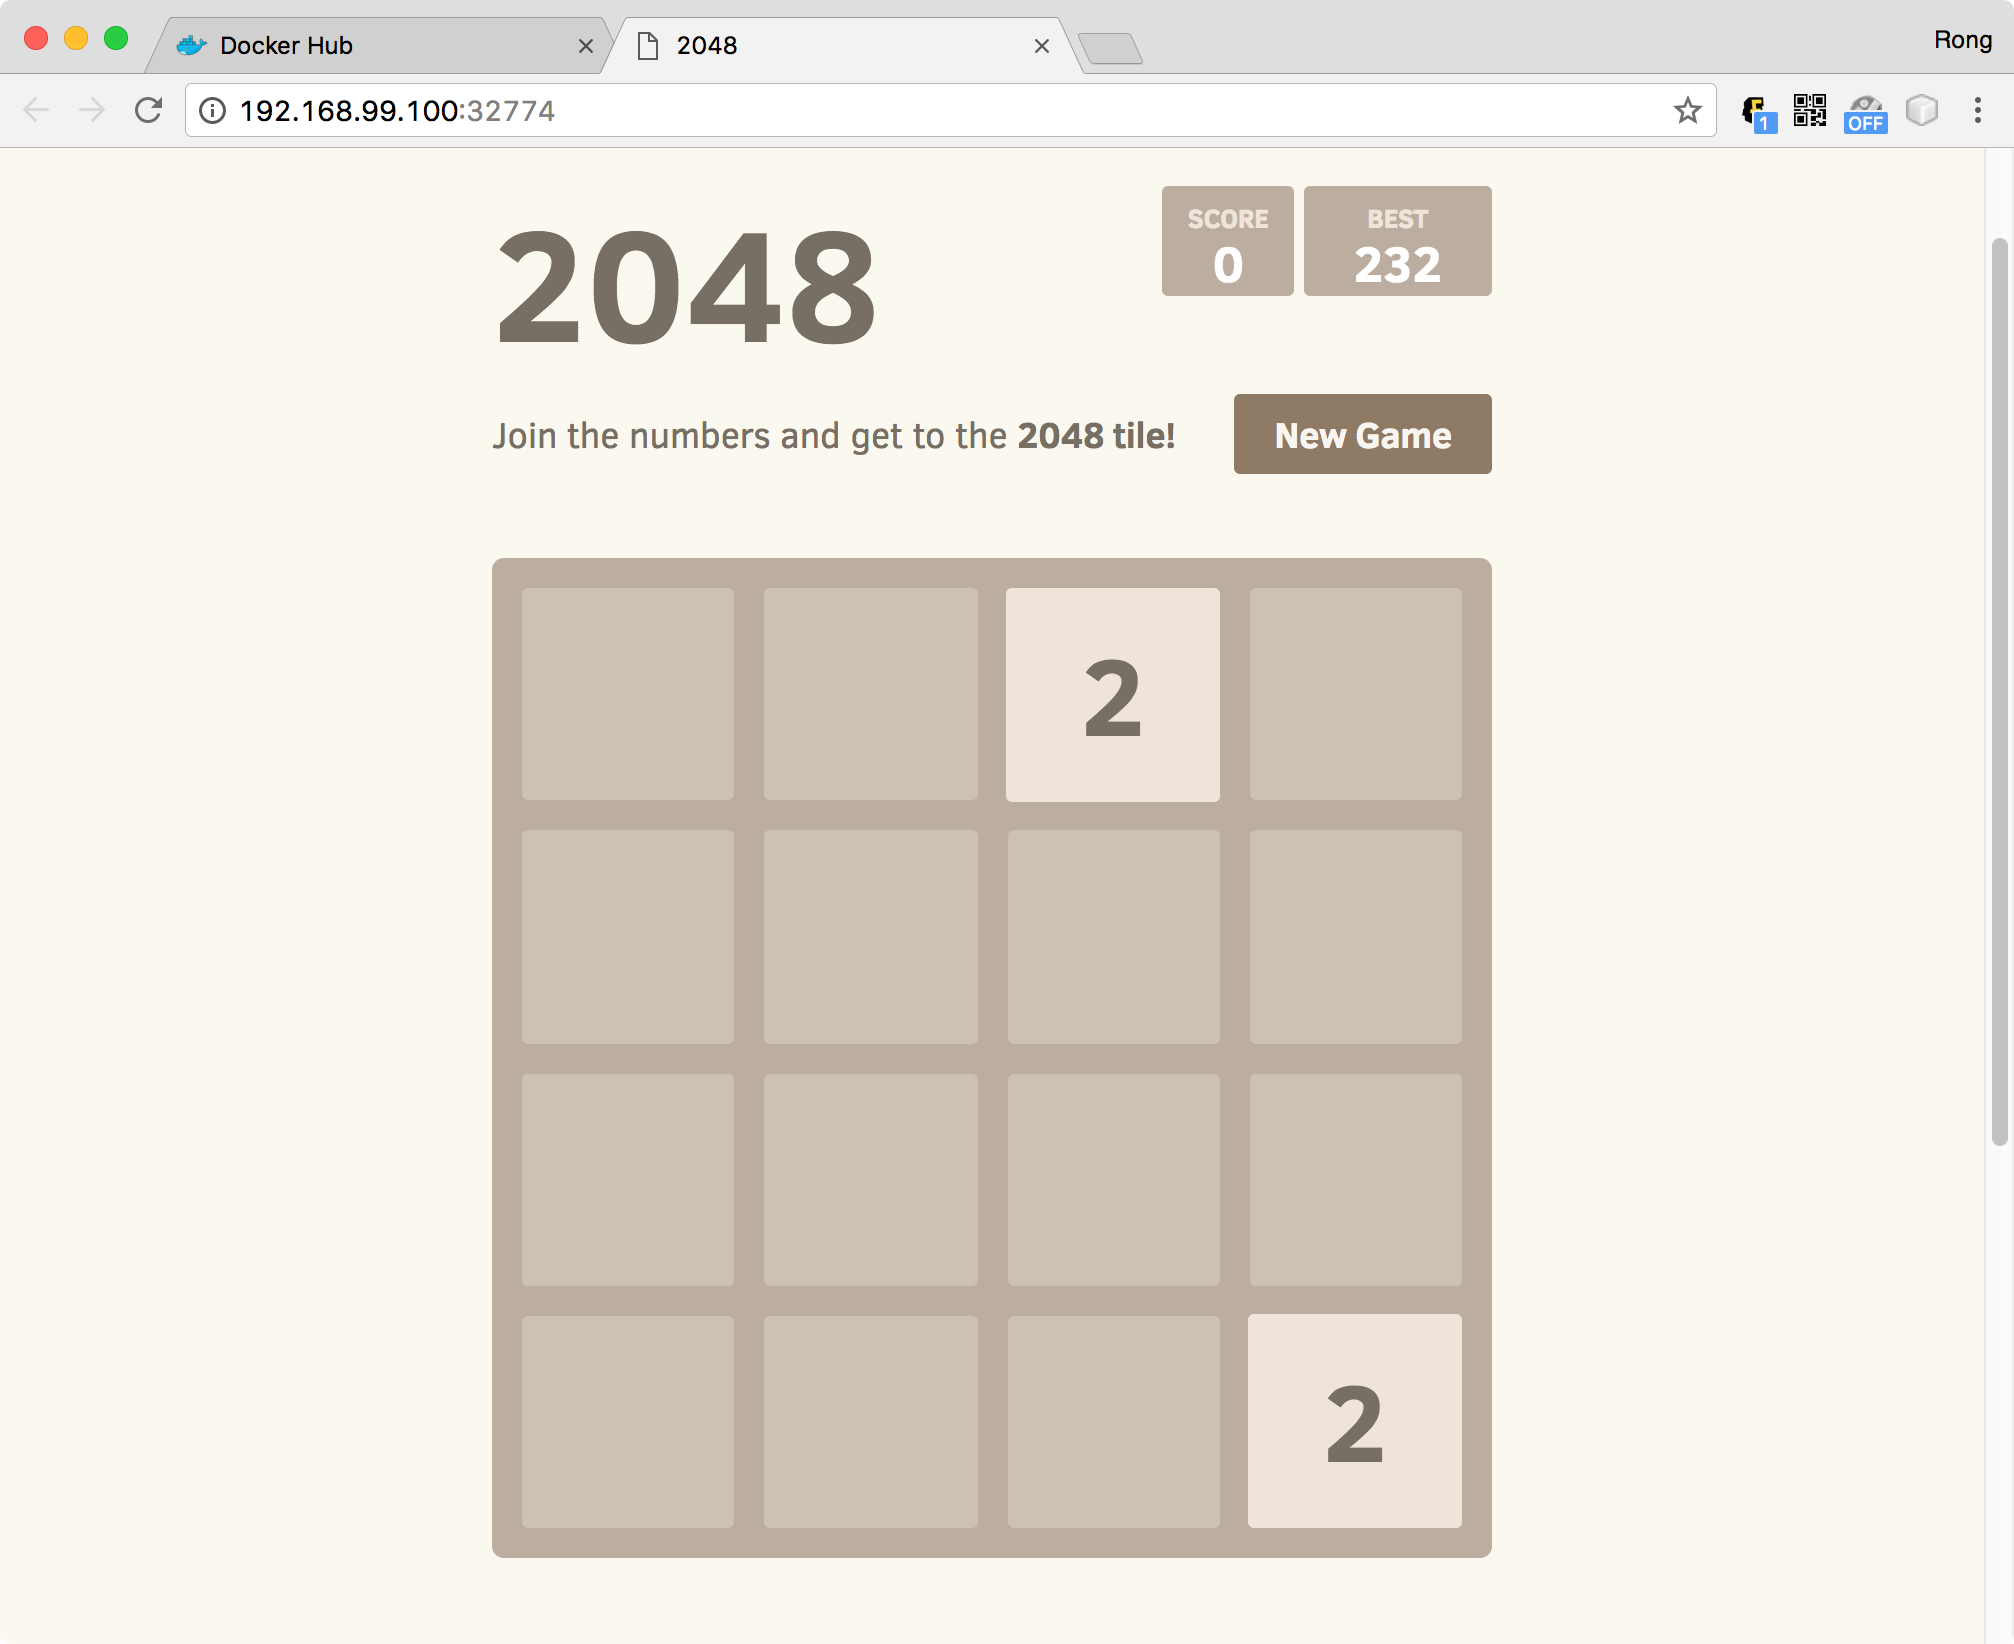 Docker Hub
2048
Rong
192.168.99.100:32774
1
OFF
2048
SCORE
0
BEST
232
Join the numbers and get to the 2048 tile!
New Game
2
2